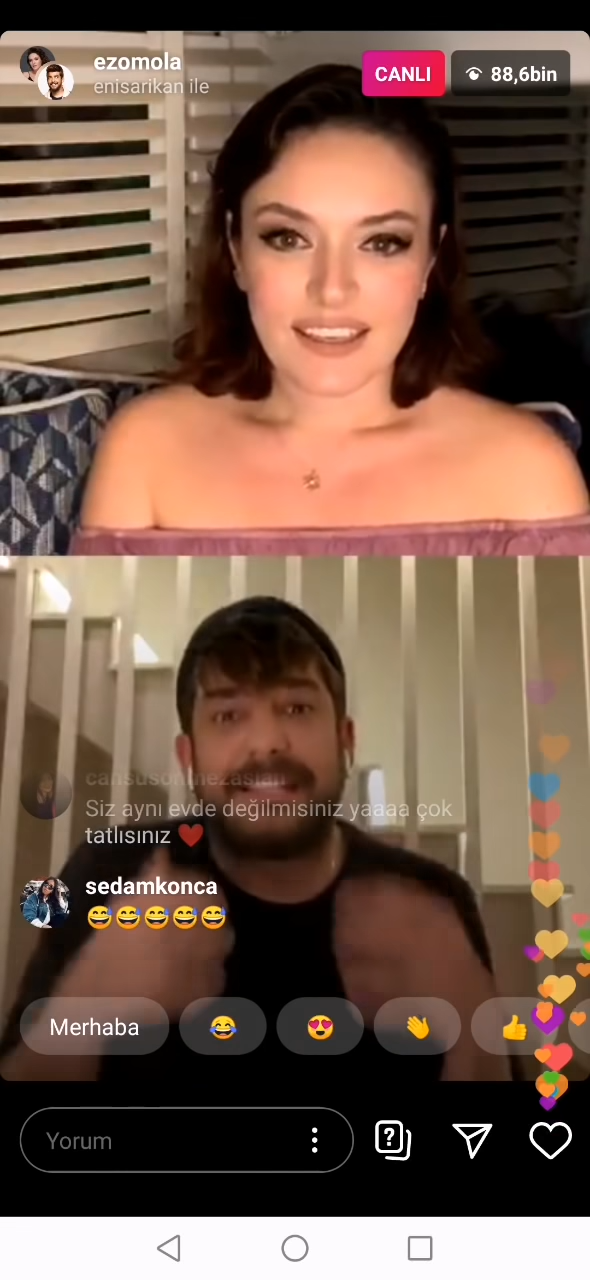 ezomola
enisarikan ile
CANLI
88,6bin
Siz aynı evde değilmisiniz yaaaa çok
tatlısınız ❤️
sedamkonca
😅😅😅😅😅
Merhaba
Yorum